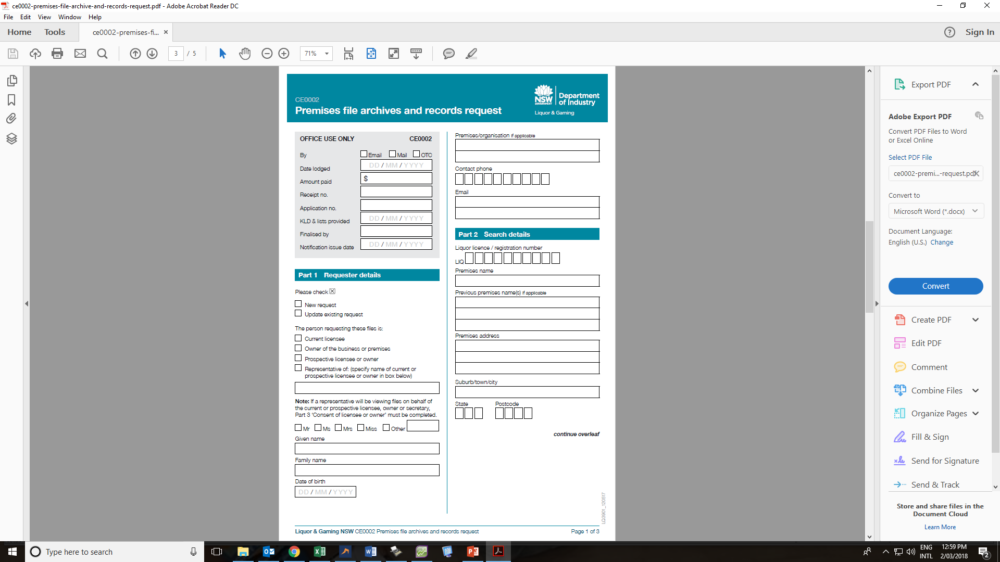 ce0002-premises-file-archive-and-records-request.pdf - Adobe Acrobat Reader DC
File Edit View Window Help
Home Tools ce0002-premises-fi... ×
? Sign In
3 / 5 71%
CE0002
Premises file archives and records request
NSW GOVERNMENT
Department of Industry
Liquor & Gaming
OFFICE USE ONLY CE0002
By Email Mail OTC
Date lodged DD / MM / YYYY
Amount paid $
Receipt no.
Application no.
KLD & lists provided DD / MM / YYYY
Finalised by
Notification issue date DD / MM / YYYY
Part 1 Requester details
Please check
New request
Update existing request
The person requesting these files is:
Current licensee
Owner of the business or premises
Prospective licensee or owner
Representative of: (specify name of current or
prospective licensee or owner in box below)
Note: If a representative will be viewing files on behalf of
the current or prospective licensee, owner or secretary,
Part 3 ‘Consent of licensee or owner’ must be completed.
Mr Ms Mrs Miss Other
Given name
Family name
Date of birth
DD / MM / YYYY
Premises/organisation if applicable
Contact phone
Email
Part 2 Search details
Liquor licence / registration number
LIQ
Premises name
Previous premises name(s) if applicable
Premises address
Suburb/town/city
State Postcode
continue overleaf
LQ3901_120517
Liquor & Gaming NSW CE0002 Premises file archives and records request Page 1 of 3
Export PDF
Adobe Export PDF
Convert PDF Files to Word
or Excel Online
Select PDF File
ce0002-premi...-request.pdf
Convert to
Microsoft Word (*.docx)
Document Language:
English (U.S.) Change
Convert
Create PDF
Edit PDF
Comment
Combine Files
Organize Pages
Fill & Sign
Send for Signature
Send & Track
Store and share files in the
Document Cloud
Learn More
Type here to search
ENG
INTL
12:59 PM
2/03/2018
2